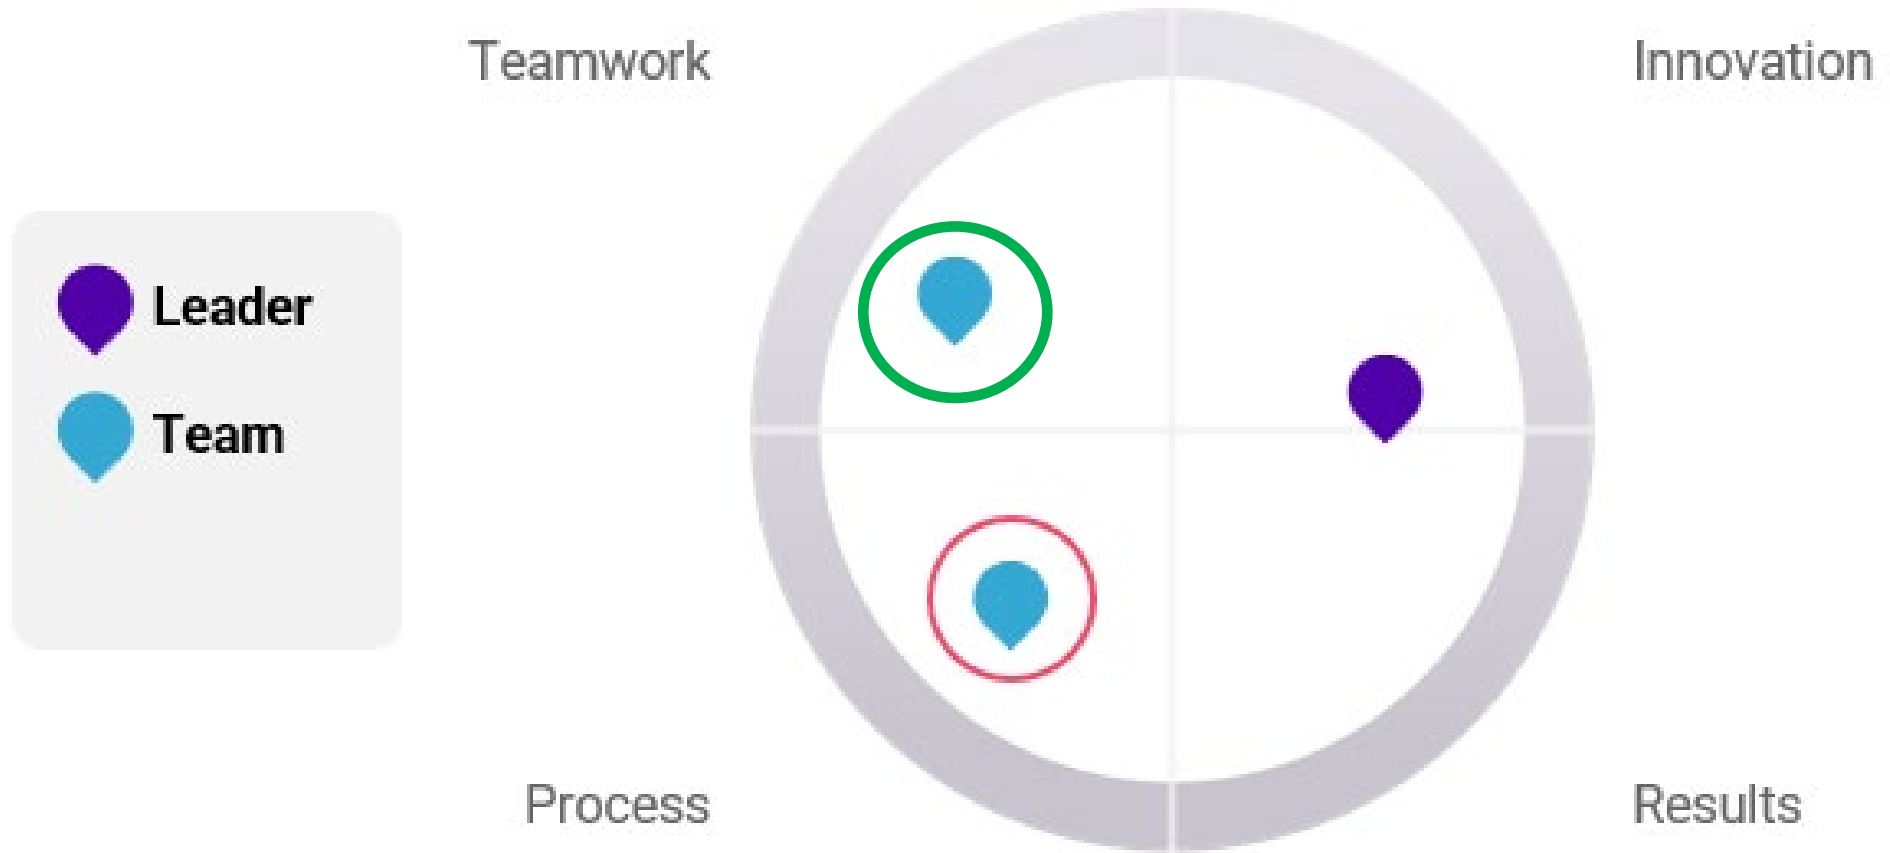 Teamwork
Innovation
Leader
Team
Process
Results